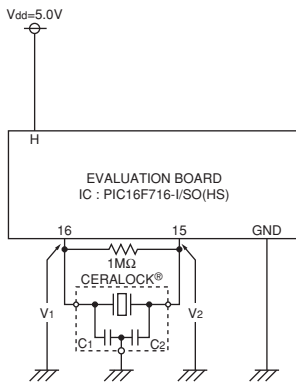 Vdd=5.0V
H
EVALUATION BOARD
IC : PIC16F716-I/SO(HS)
16
15
GND
1MΩ
CERALOCK®
V1
V2
C1
C2